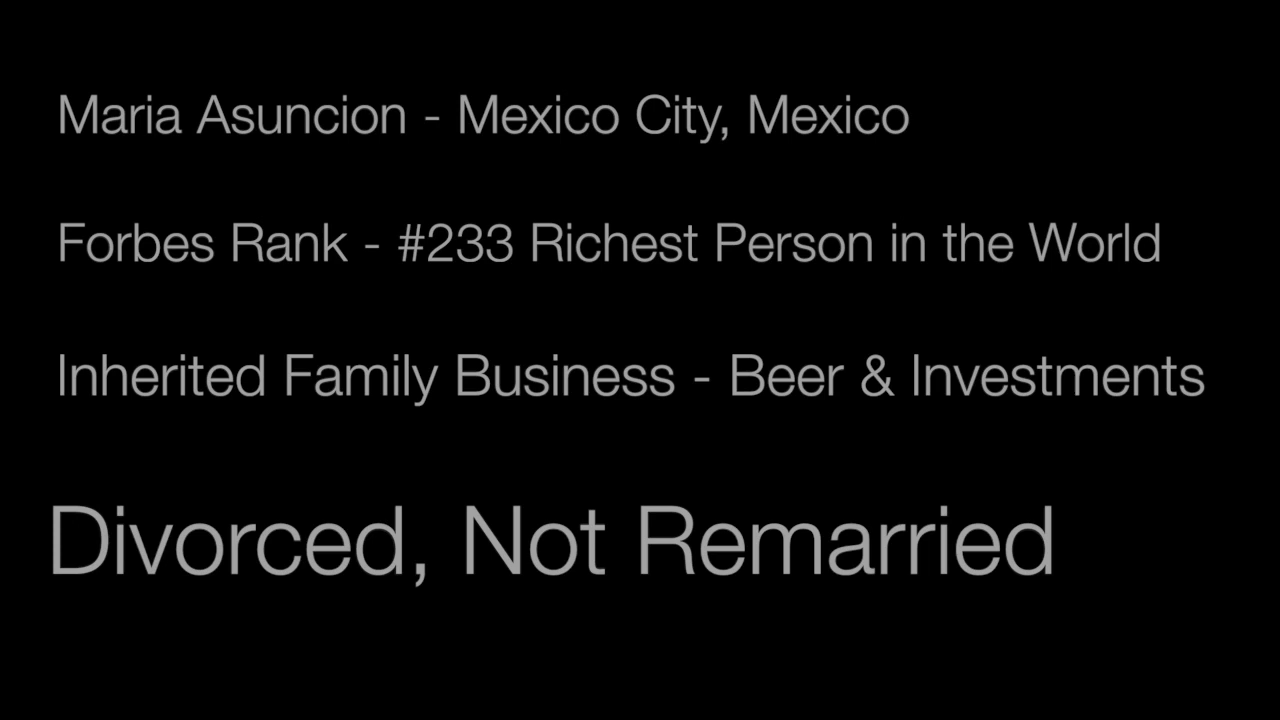 Maria Asuncion - Mexico City, Mexico
Forbes Rank - #233 Richest Person in the World
Inherited Family Business - Beer & Investments
Divorced, Not Remarried